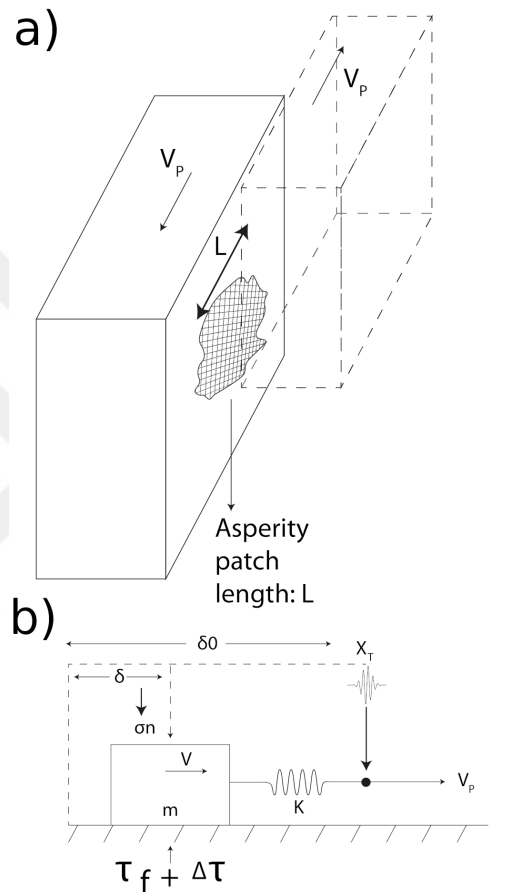 a)
V_P
V_P
L
Asperity
patch
length: L
b)
δ0
X_T
δ
σn
V
V_P
K
m
τ_f + Δτ